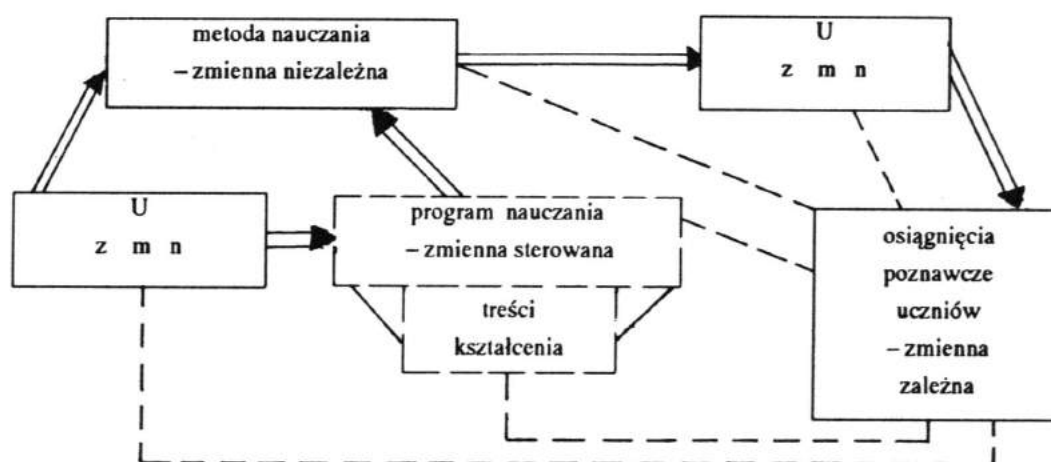 metoda nauczania
– zmienna niezależna
U
z m n
U
z m n
program nauczania
– zmienna sterowana
treści
kształcenia
osiągnięcia
poznawcze
uczniów
– zmienna
zależna